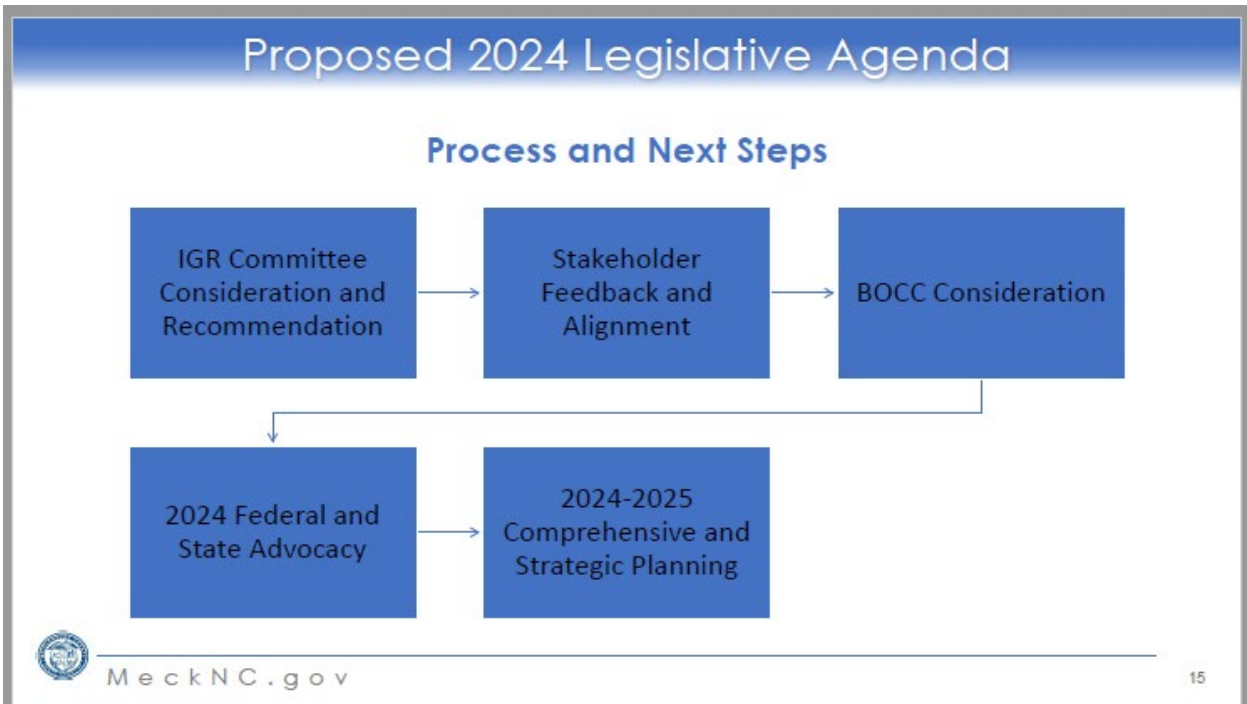 Proposed 2024 Legislative Agenda
Process and Next Steps
IGR Committee
Consideration and
Recommendation
Stakeholder
Feedback and
Alignment
BOCC Consideration
2024 Federal and
State Advocacy
2024-2025
Comprehensive and
Strategic Planning
MeckNC.gov
15